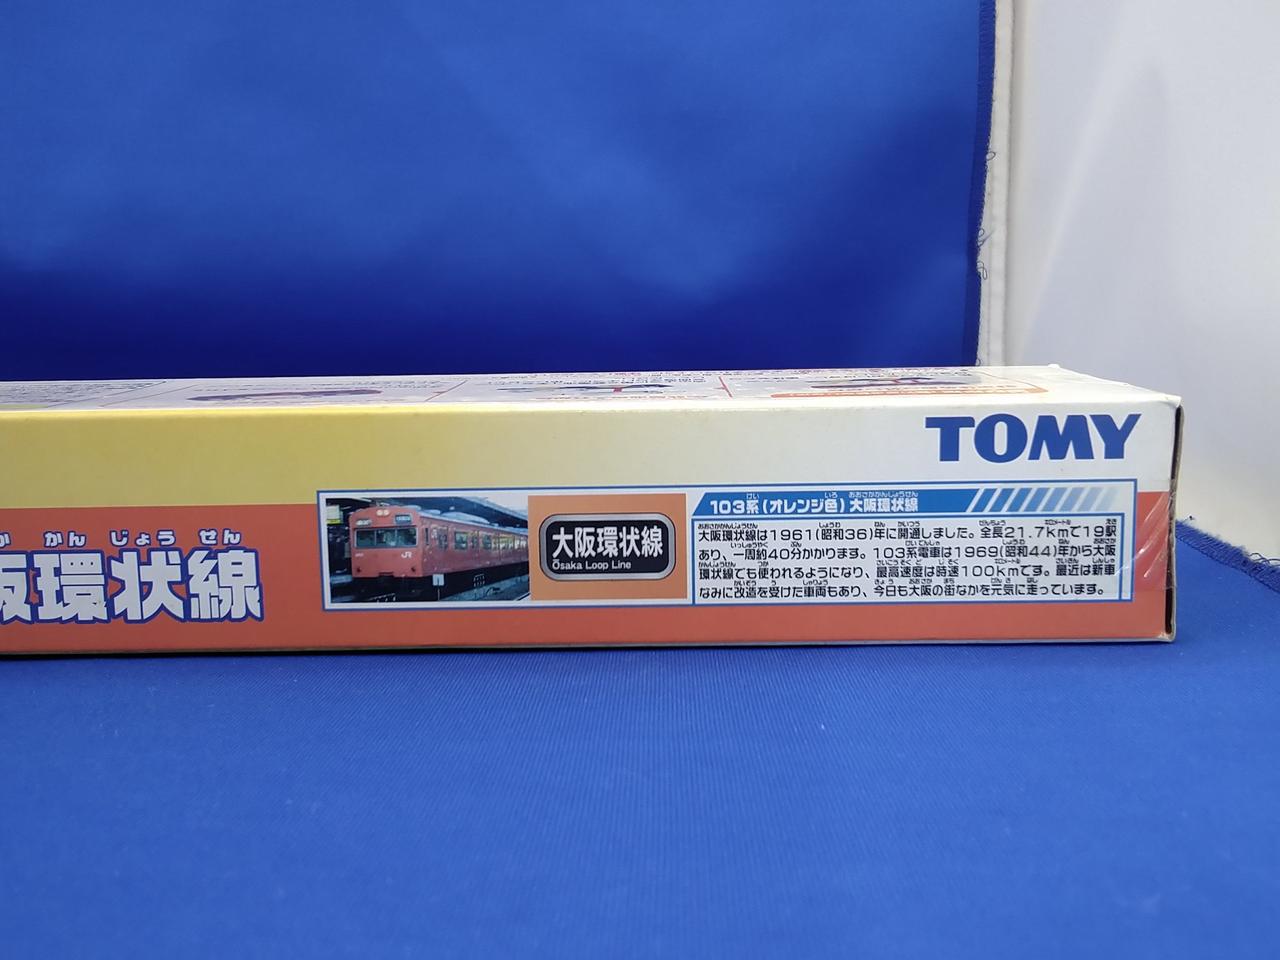 TOMY
かんじょうせん
阪環状線
大阪環状線
Osaka Loop Line
103系(オレンジ色)大阪環状線
大阪環状線は1961(昭和36)年に開通しました。全長21.7kmで19駅
あり、一周約40分かかります。103系電車は1969(昭和44)年から大阪
環状線でも使われるようになり、最高速度は時速100kmです。最近は新車
なみに改造を受けた車両もあり、今日も大阪の街なかを元気に走っています。